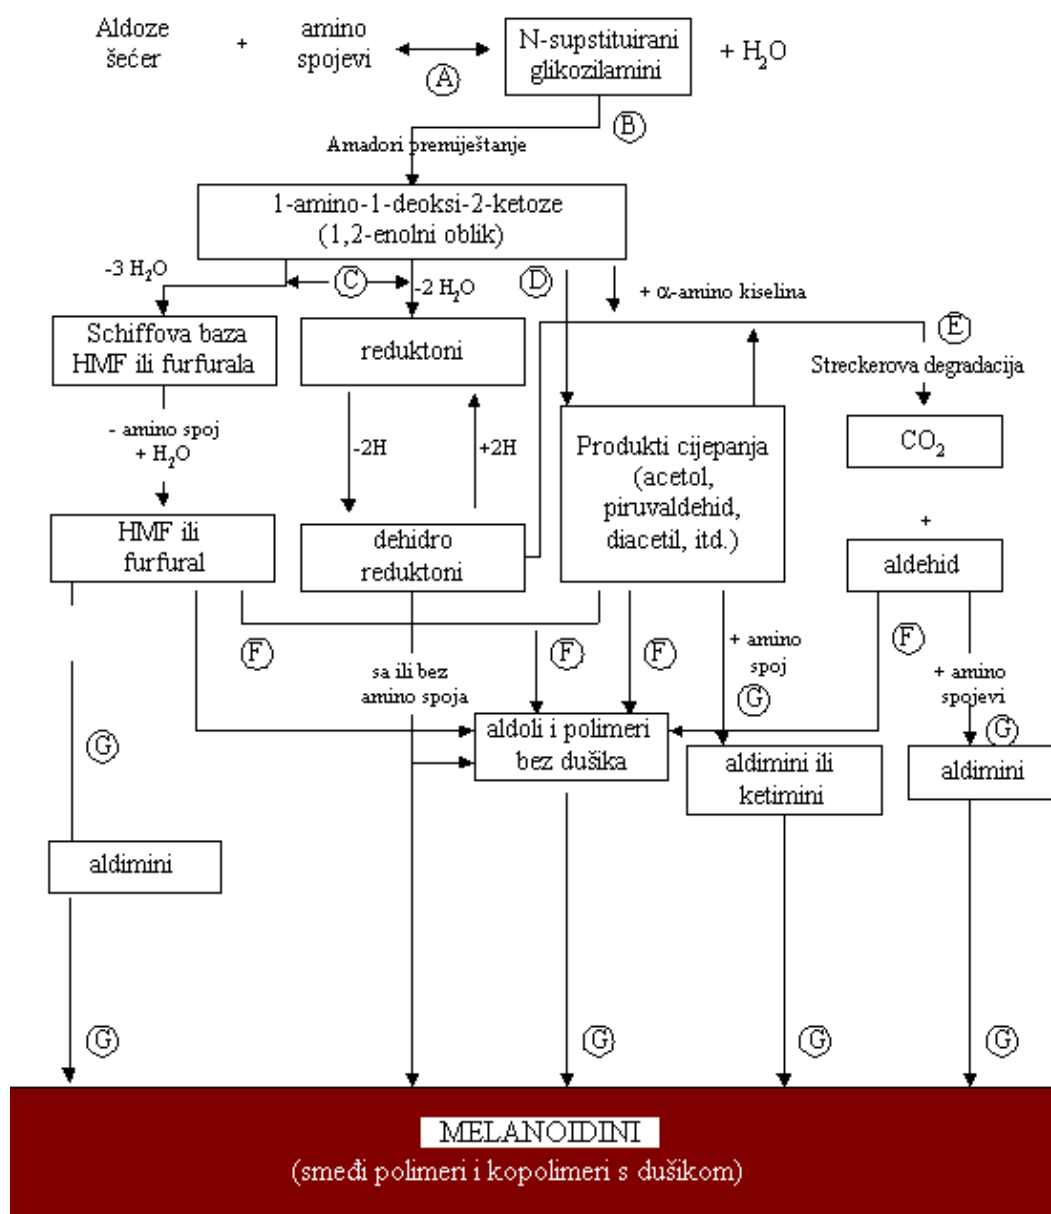 Aldoze
šećer
+
amino
spojevi
A
N-supstituirani
glikozilamini
+ H₂O
B
Amadori premiještanje
1-amino-1-deoksi-2-ketoze
(1,2-enolni oblik)
-3 H₂O
C
-2 H₂O
D
+ α-amino kiselina
E
Streckerova degradacija
Schiffova baza
HMF ili furfurala
reduktoni
- amino spoj
+ H₂O
-2H
+2H
Produkti cijepanja
(acetol,
piruvaldehid,
diacetil, itd.)
CO₂
+
aldehid
HMF ili
furfural
dehidro
reduktoni
F
F
F
F
sa ili bez
amino spoja
+ amino
spoj
G
+ amino
spojevi
G
G
aldoli i polimeri
bez dušika
aldimini ili
ketimini
aldimini
aldimini
G
G
G
G
MELANOIDINI
(smeđi polimeri i kopolimeri s dušikom)